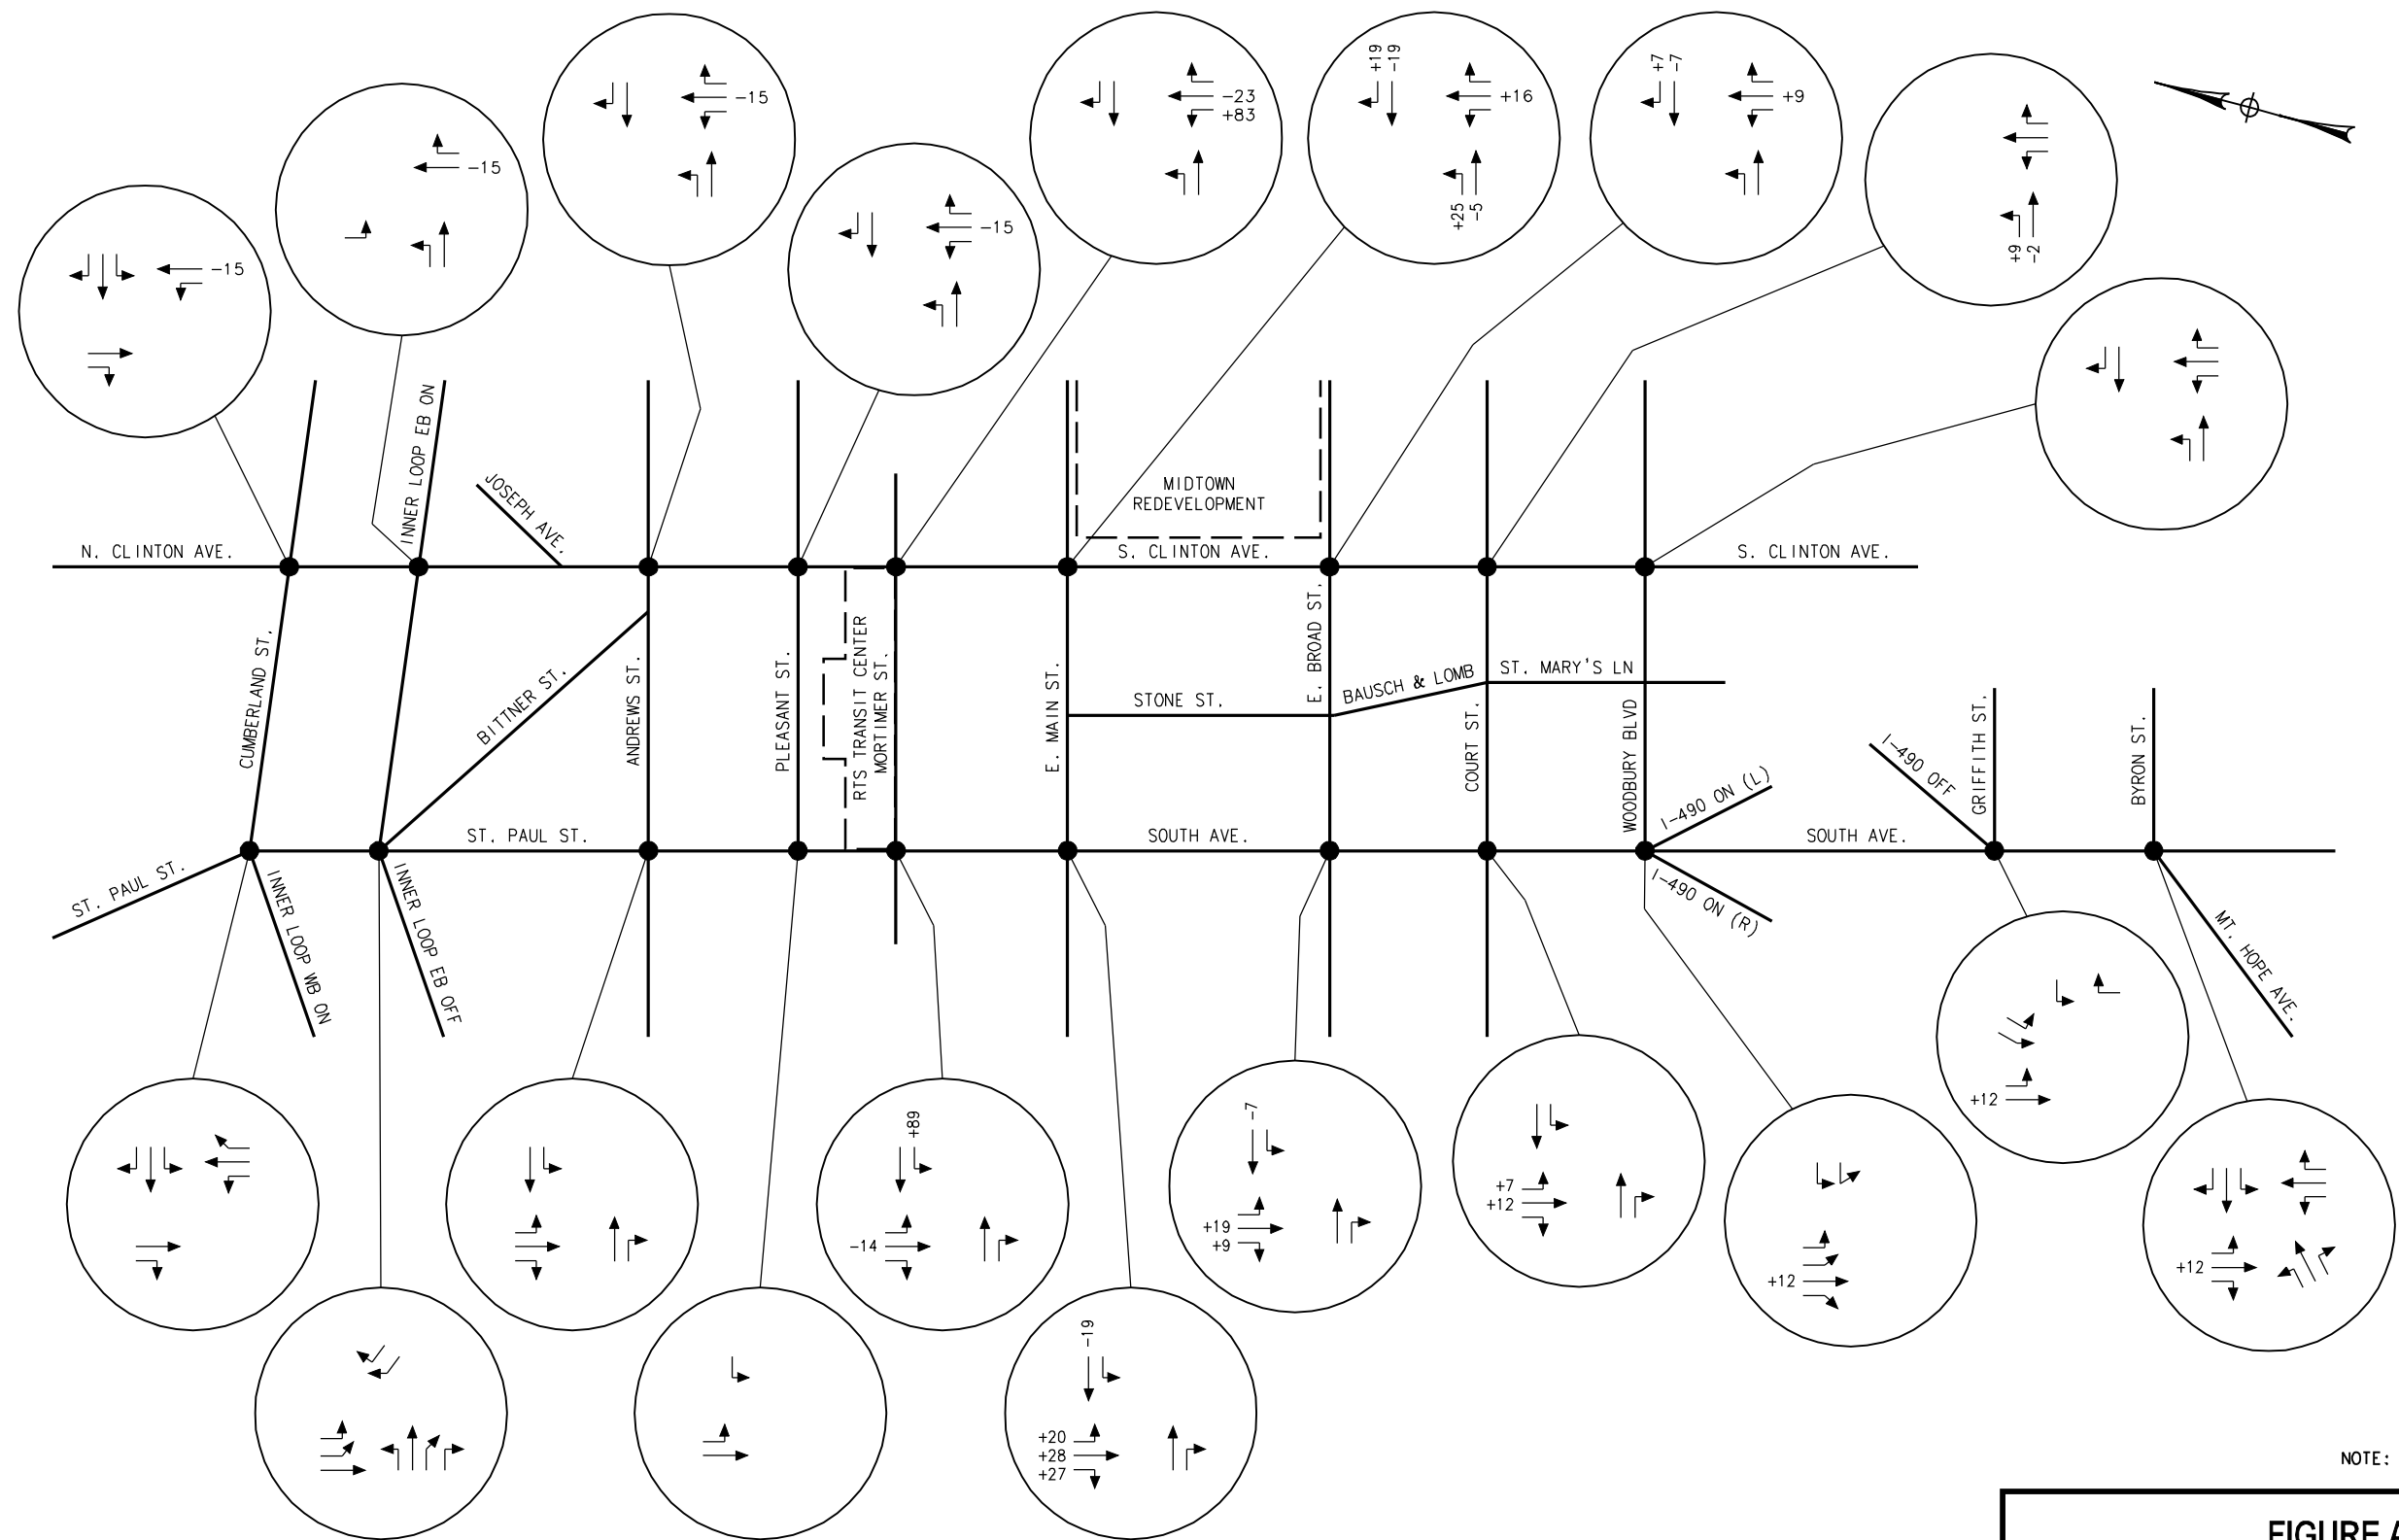 +19
-19
+7
-7
-15
-23
+83
+16
+9
-15
-15
-15
-15
+25
-5
+9
-2
INNER LOOP EB ON
JOSEPH AVE.
MIDTOWN
REDEVELOPMENT
N. CLINTON AVE.
S. CLINTON AVE.
S. CLINTON AVE.
CUMBERLAND ST.
BITTNER ST.
ANDREWS ST.
PLEASANT ST.
RTS TRANSIT CENTER
MORTIMER ST.
E. MAIN ST.
STONE ST.
E. BROAD ST.
BAUSCH & LOMB
ST. MARY'S LN
COURT ST.
WOODBURY BLVD
I-490 ON (L)
I-490 OFF
GRIFFITH ST.
BYRON ST.
ST. PAUL ST.
SOUTH AVE.
SOUTH AVE.
ST. PAUL ST.
INNER LOOP WB ON
INNER LOOP EB OFF
I-490 ON (R)
MT. HOPE AVE.
+89
-14
-7
+19
+9
+7
+12
+12
+12
+12
-19
+20
+28
+27
NOTE:
FIGURE A